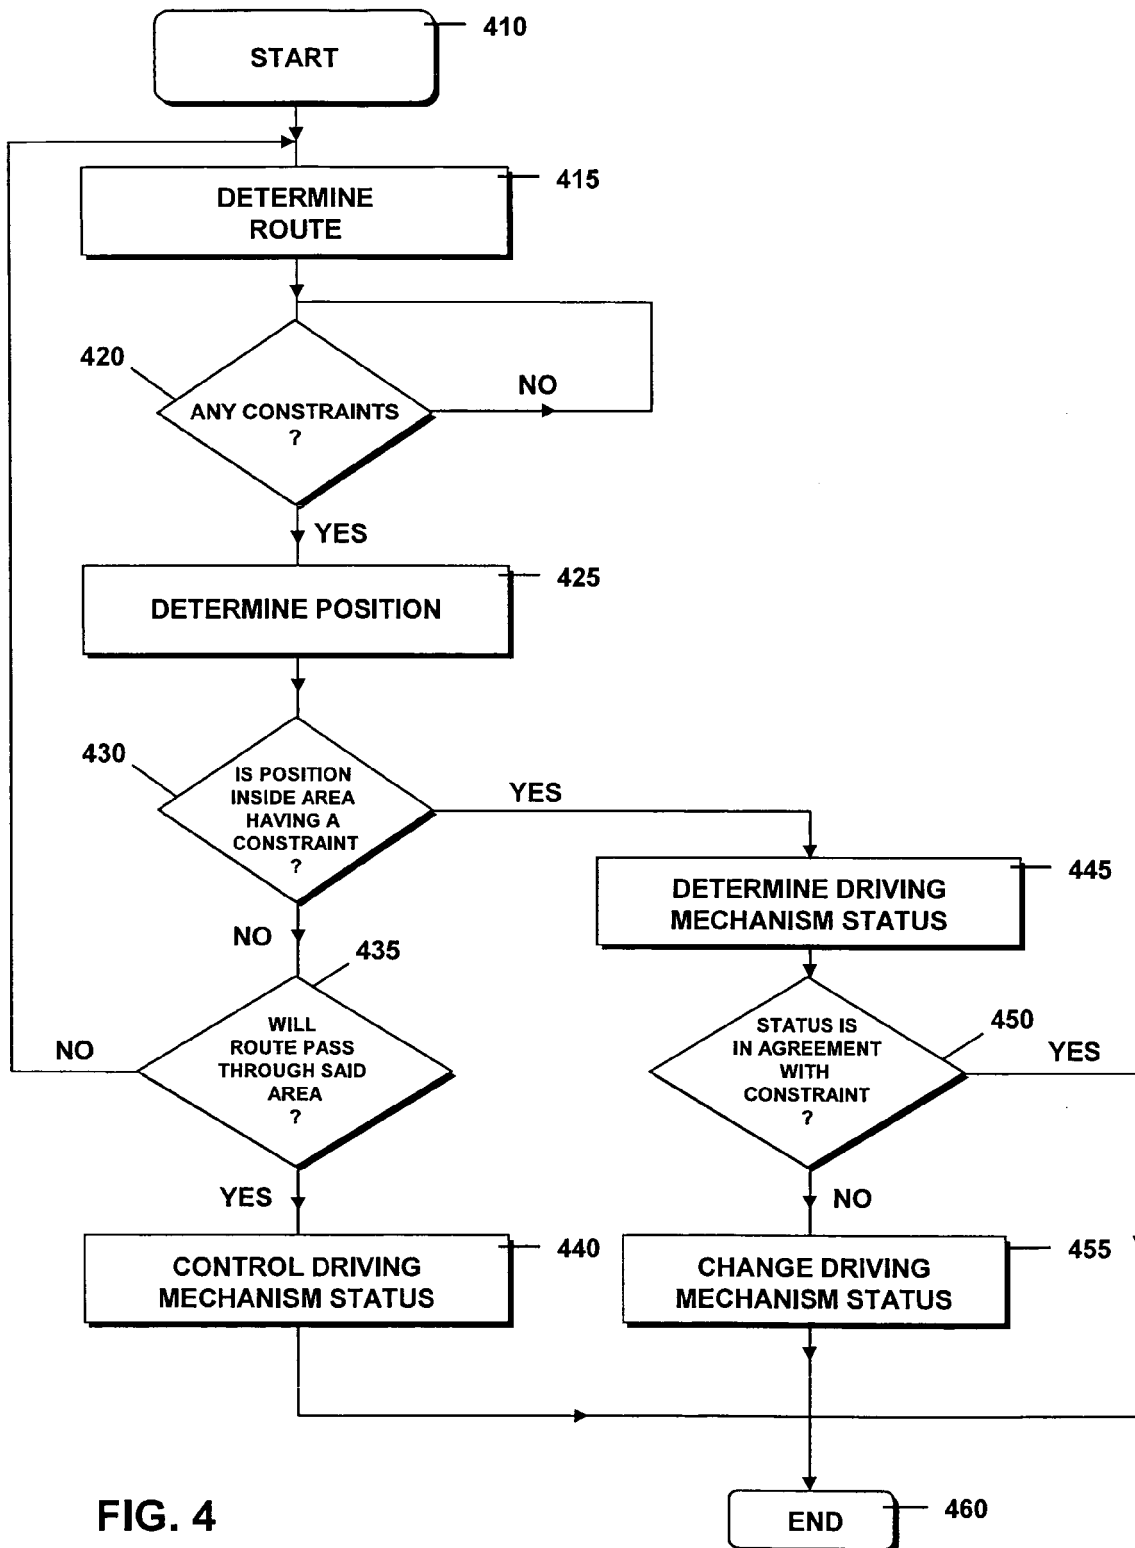 START
410
DETERMINE
ROUTE
415
420
ANY CONSTRAINTS
?
NO
YES
DETERMINE POSITION
425
430
IS POSITION
INSIDE AREA
HAVING A
CONSTRAINT
?
YES
NO
DETERMINE DRIVING
MECHANISM STATUS
445
435
WILL
ROUTE PASS
THROUGH SAID
AREA
?
NO
YES
STATUS IS
IN AGREEMENT
WITH
CONSTRAINT
?
450
YES
NO
CONTROL DRIVING
MECHANISM STATUS
440
CHANGE DRIVING
MECHANISM STATUS
455
END
460
FIG. 4